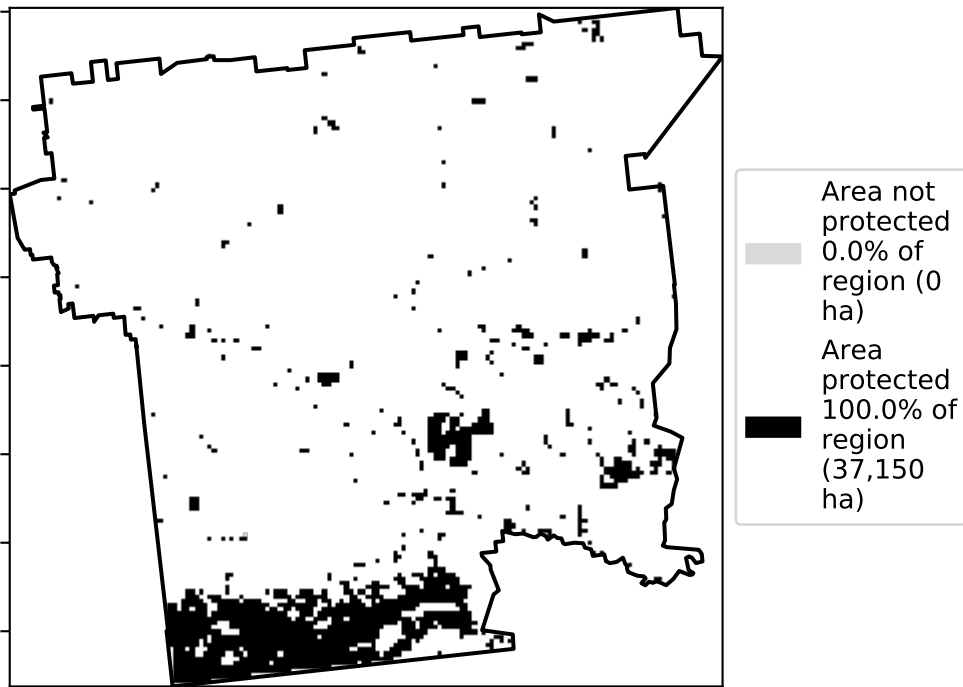 Area not
protected
0.0% of
region (0
ha)
Area
protected
100.0% of
region
(37,150
ha)